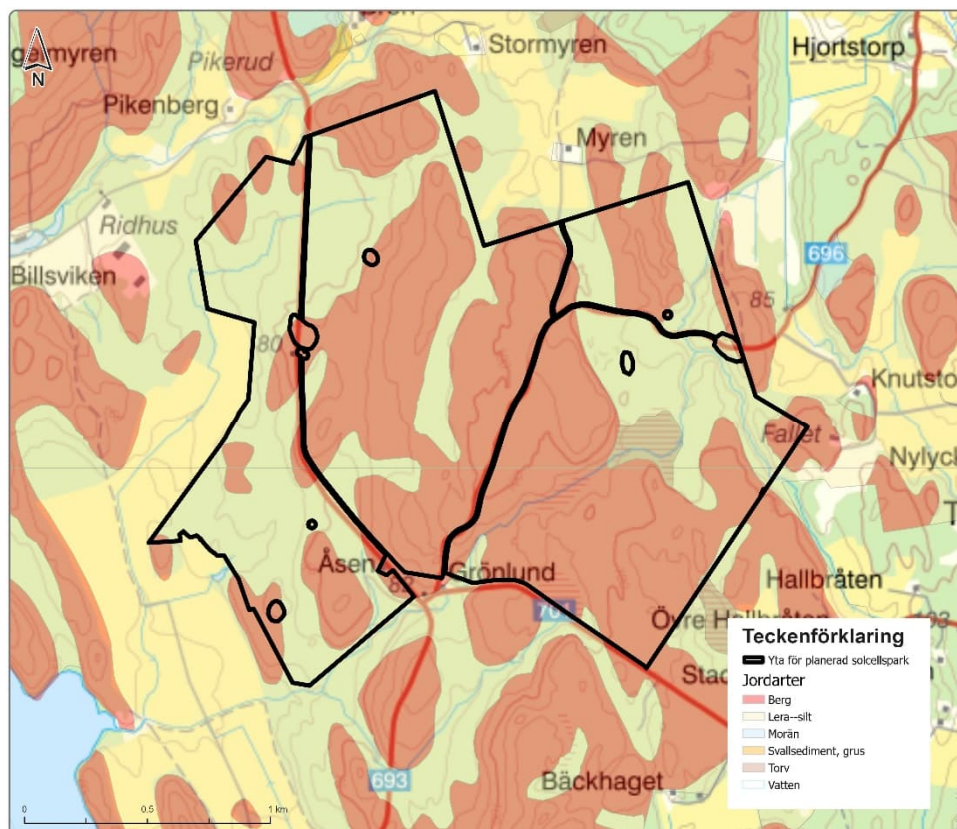 Stormyren
Hjortstorp
Pikerud
Pikenberg
N
Myren
Ridhus
Billsviken
696
85
80
Knutsto
Fallet
Nylyck
T
Åsen
Grönlund
82
Hallbråten
Övre Hallbråten
Stad
693
Bäckhaget
Teckenförklaring
Yta för planerad solcellspark
Jordarter
Berg
Lera--silt
Morän
Svallsediment, grus
Torv
Vatten
0
0.5
1 km